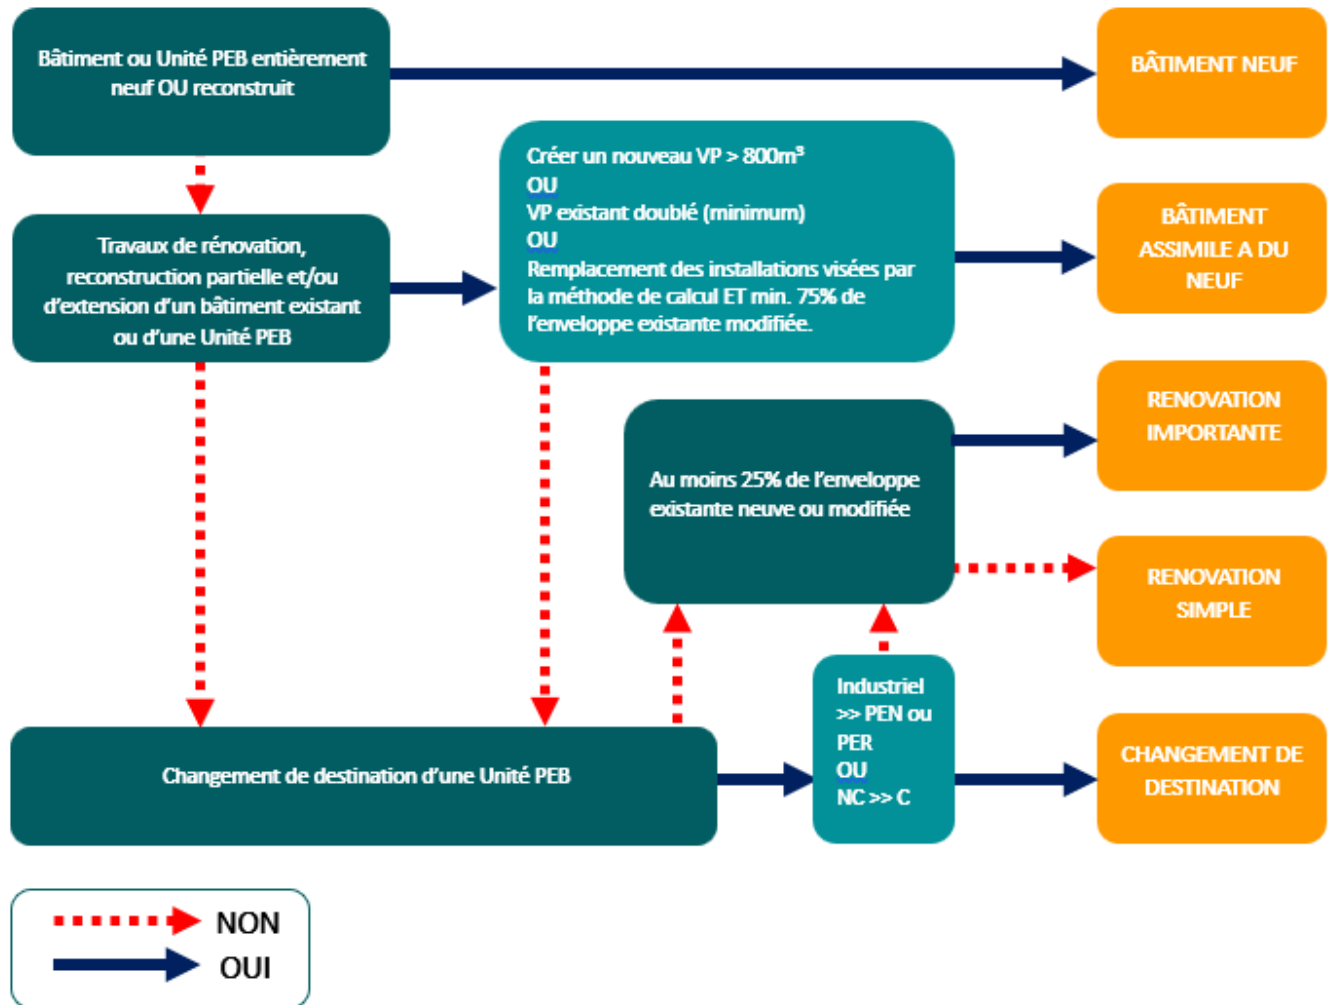 Bâtiment ou Unité PEB entièrement
neuf OU reconstruit
BÂTIMENT NEUF
Créer un nouveau VP > 800m³
OU
VP existant doublé (minimum)
OU
Remplacement des installations visées par
la méthode de calcul ET min. 75% de
l’enveloppe existante modifiée.
BÂTIMENT
ASSIMILE A DU
NEUF
Travaux de rénovation,
reconstruction partielle et/ou
d’extension d’un bâtiment existant
ou d’une Unité PEB
RENOVATION
IMPORTANTE
Au moins 25% de l’enveloppe
existante neuve ou modifiée
RENOVATION
SIMPLE
Industriel
>> PEN ou
PER
OU
NC >> C
Changement de destination d’une Unité PEB
CHANGEMENT DE
DESTINATION
NON
OUI